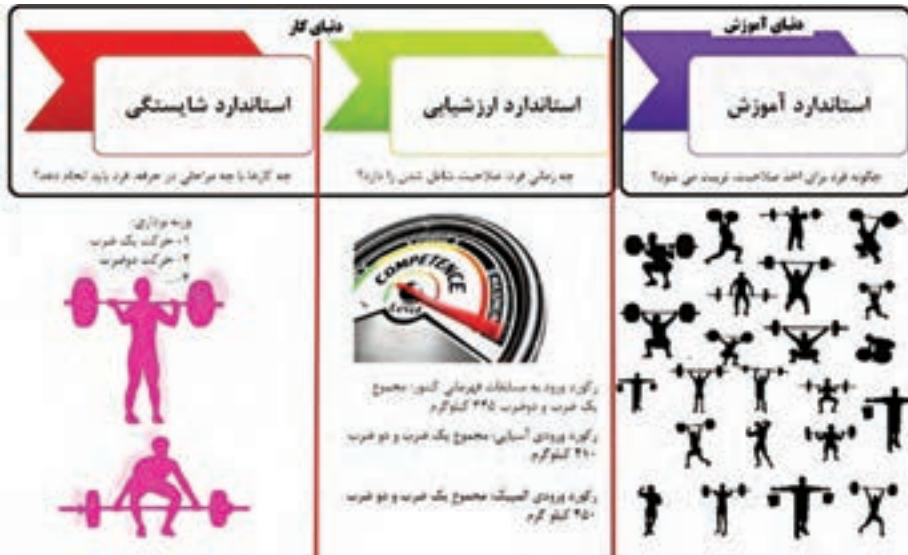 دنیای آموزش
استاندارد آموزش
چگونه فرد برای اخذ صلاحیت، تربیت می شود؟
دنیای کار
استاندارد ارزشیابی
چه زمانی فرد، صلاحیت شاغل شدن را دارد؟
COMPETENCE
Level
رکورد ورود به مسابقات قهرمانی کشور: مجموع
یک ضرب و دوضرب ۳۴۵ کیلوگرم
رکورد ورودی آسیایی: مجموع یک ضرب و دو ضرب
۴۱۰ کیلوگرم
رکورد ورودی المپیک: مجموع یک ضرب و دو ضرب
۴۵۰ کیلو گرم
استاندارد شایستگی
چه کارها با چه مراحلی در حرفه، فرد باید انجام دهد؟
وزنه برداری:
۱- حرکت یک ضرب
۲- حرکت دوضرب